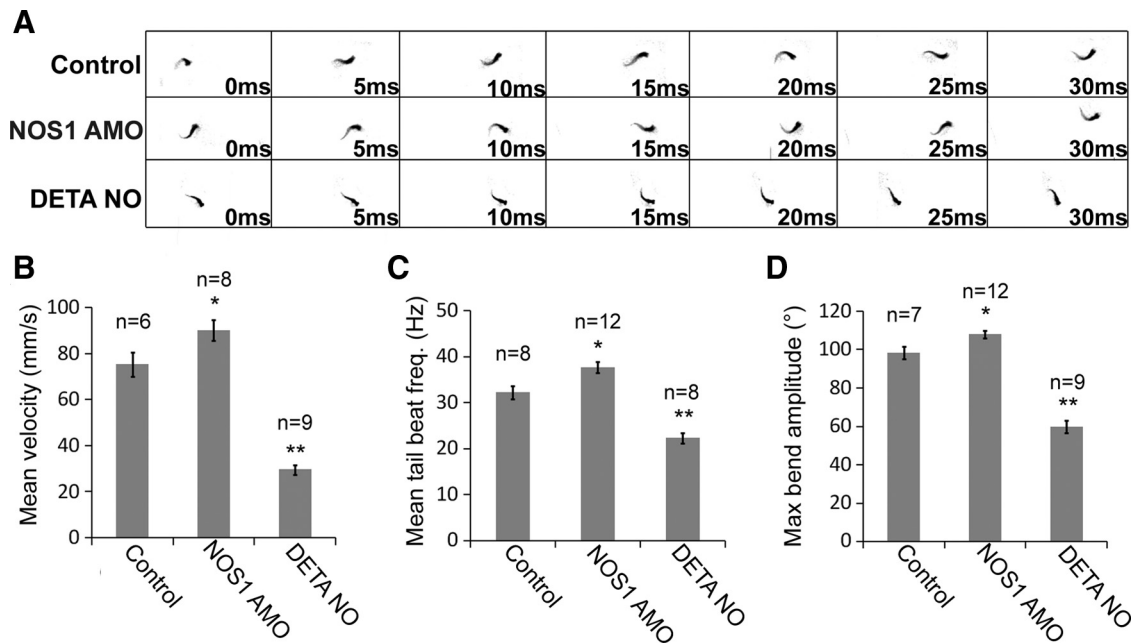 A
Control 0ms 5ms 10ms 15ms 20ms 25ms 30ms
NOS1 AMO 0ms 5ms 10ms 15ms 20ms 25ms 30ms
DETA NO 0ms 5ms 10ms 15ms 20ms 25ms 30ms
B
Mean velocity (mm/s)
100
80
60
40
20
0
n=6
n=8
*
n=9
**
Control
NOS1 AMO
DETA NO
C
Mean tail beat freq. (Hz)
50
40
30
20
10
0
n=8
n=12
*
n=8
**
Control
NOS1 AMO
DETA NO
D
Max bend amplitude (°)
120
100
80
60
40
20
0
n=7
n=12
*
n=9
**
Control
NOS1 AMO
DETA NO